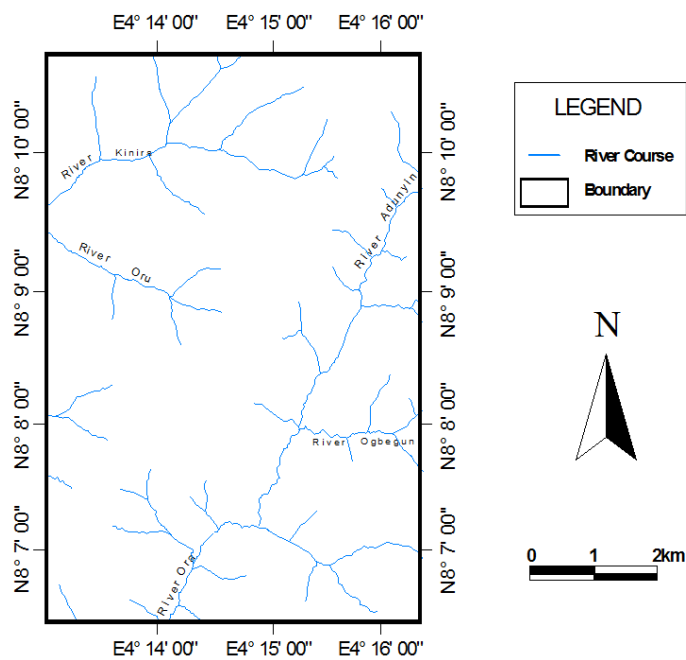 E4° 14' 00" E4° 15' 00" E4° 16' 00"
N8° 10' 00"
N8° 9' 00"
N8° 8' 00"
N8° 7' 00"
River Kinira
River Oru
River Adunyin
River Ogbegun
River Ora
N8° 10' 00"
N8° 9' 00"
N8° 8' 00"
N8° 7' 00"
E4° 14' 00" E4° 15' 00" E4° 16' 00"
LEGEND
River Course
Boundary
N
0 1 2km